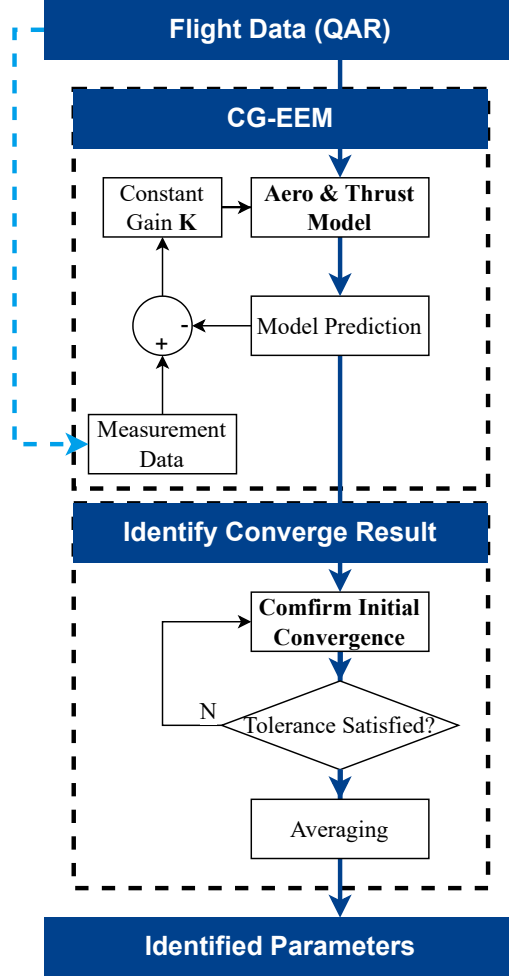 Flight Data (QAR)
CG-EEM
Constant
Gain K
Aero & Thrust
Model
-
Model Prediction
+
Measurement
Data
Identify Converge Result
Comfirm Initial
Convergence
N
Tolerance Satisfied?
Averaging
Identified Parameters